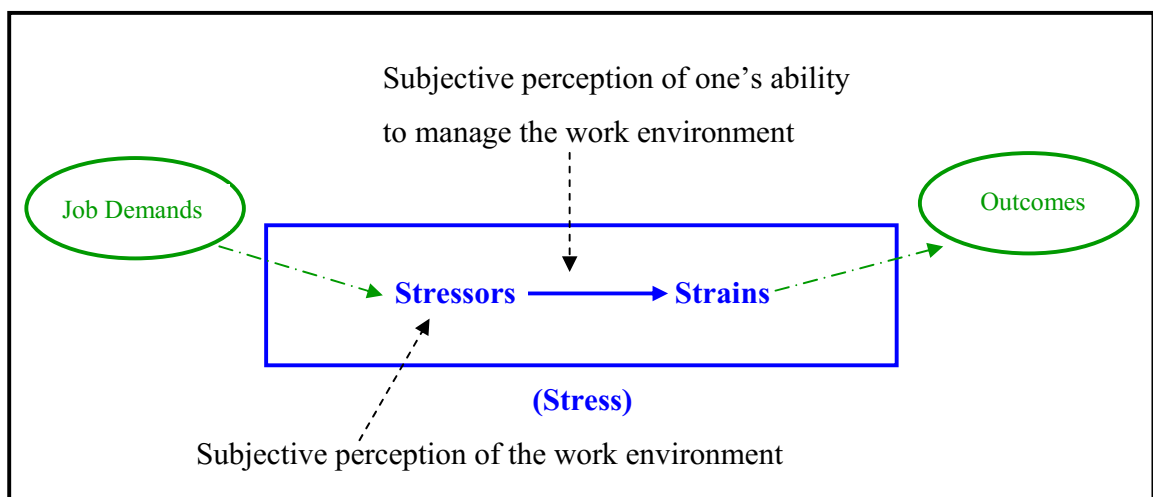 Subjective perception of one’s ability
to manage the work environment
Job Demands
Outcomes
Stressors
Strains
(Stress)
Subjective perception of the work environment